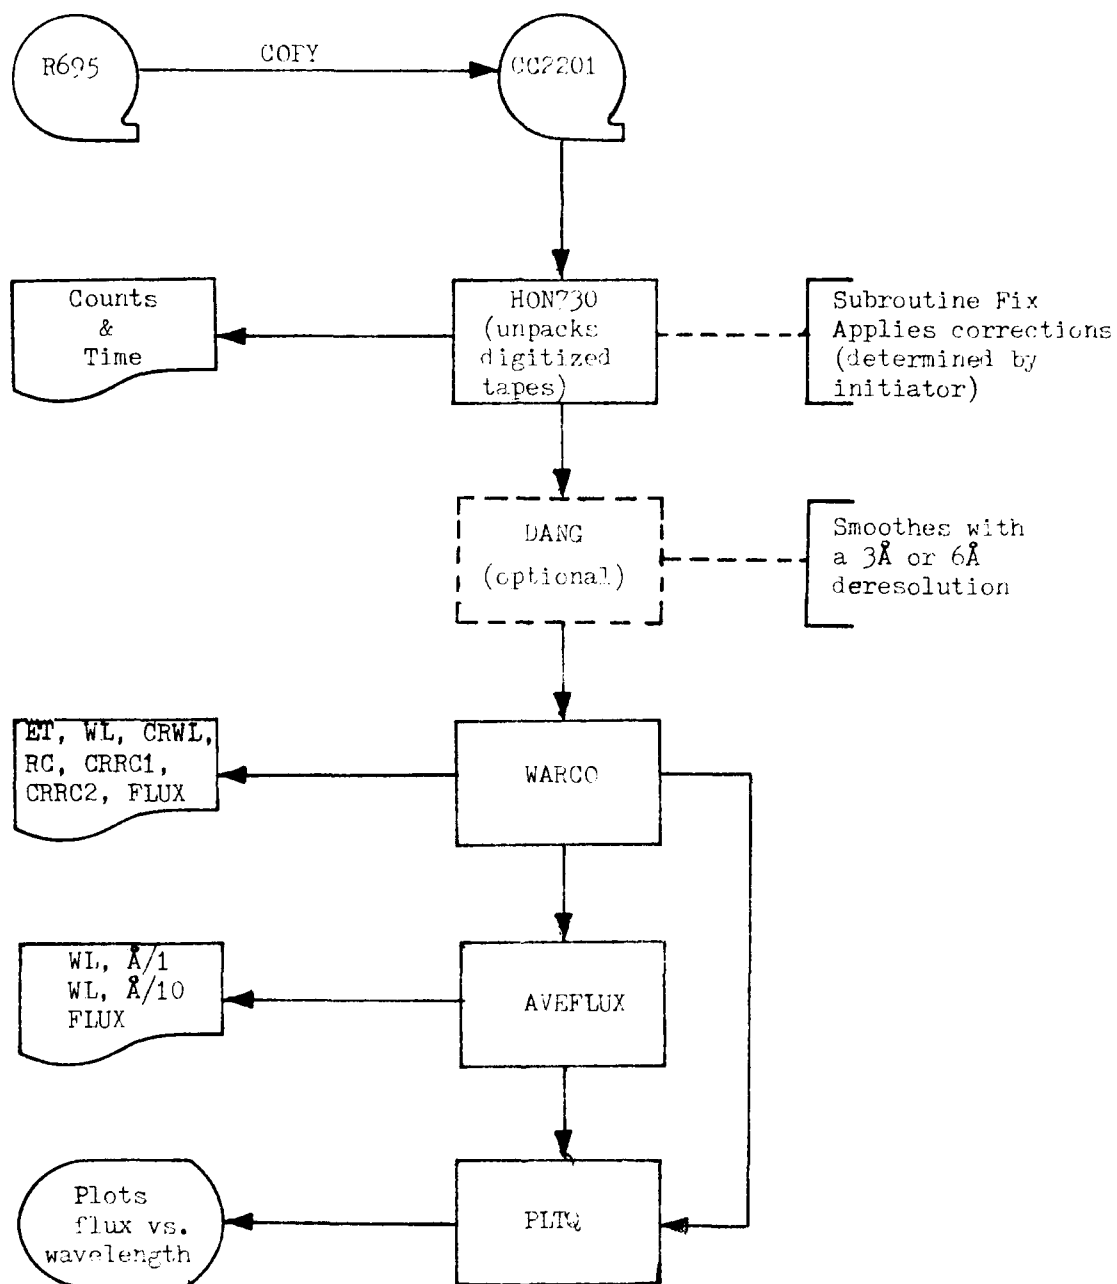 R695
COPY
CC2201
Counts
&
Time
HON730
(unpacks
digitized
tapes)
Subroutine Fix
Applies corrections
(determined by
initiator)
DANG
(optional)
Smoothes with
a 3Å or 6Å
deresolution
ET, WL, CRWL,
RC, CRRC1,
CRRC2, FLUX
WARCO
WL, Å/1
WL, Å/10
FLUX
AVEFLUX
Plots
flux vs.
wavelength
PLTQ